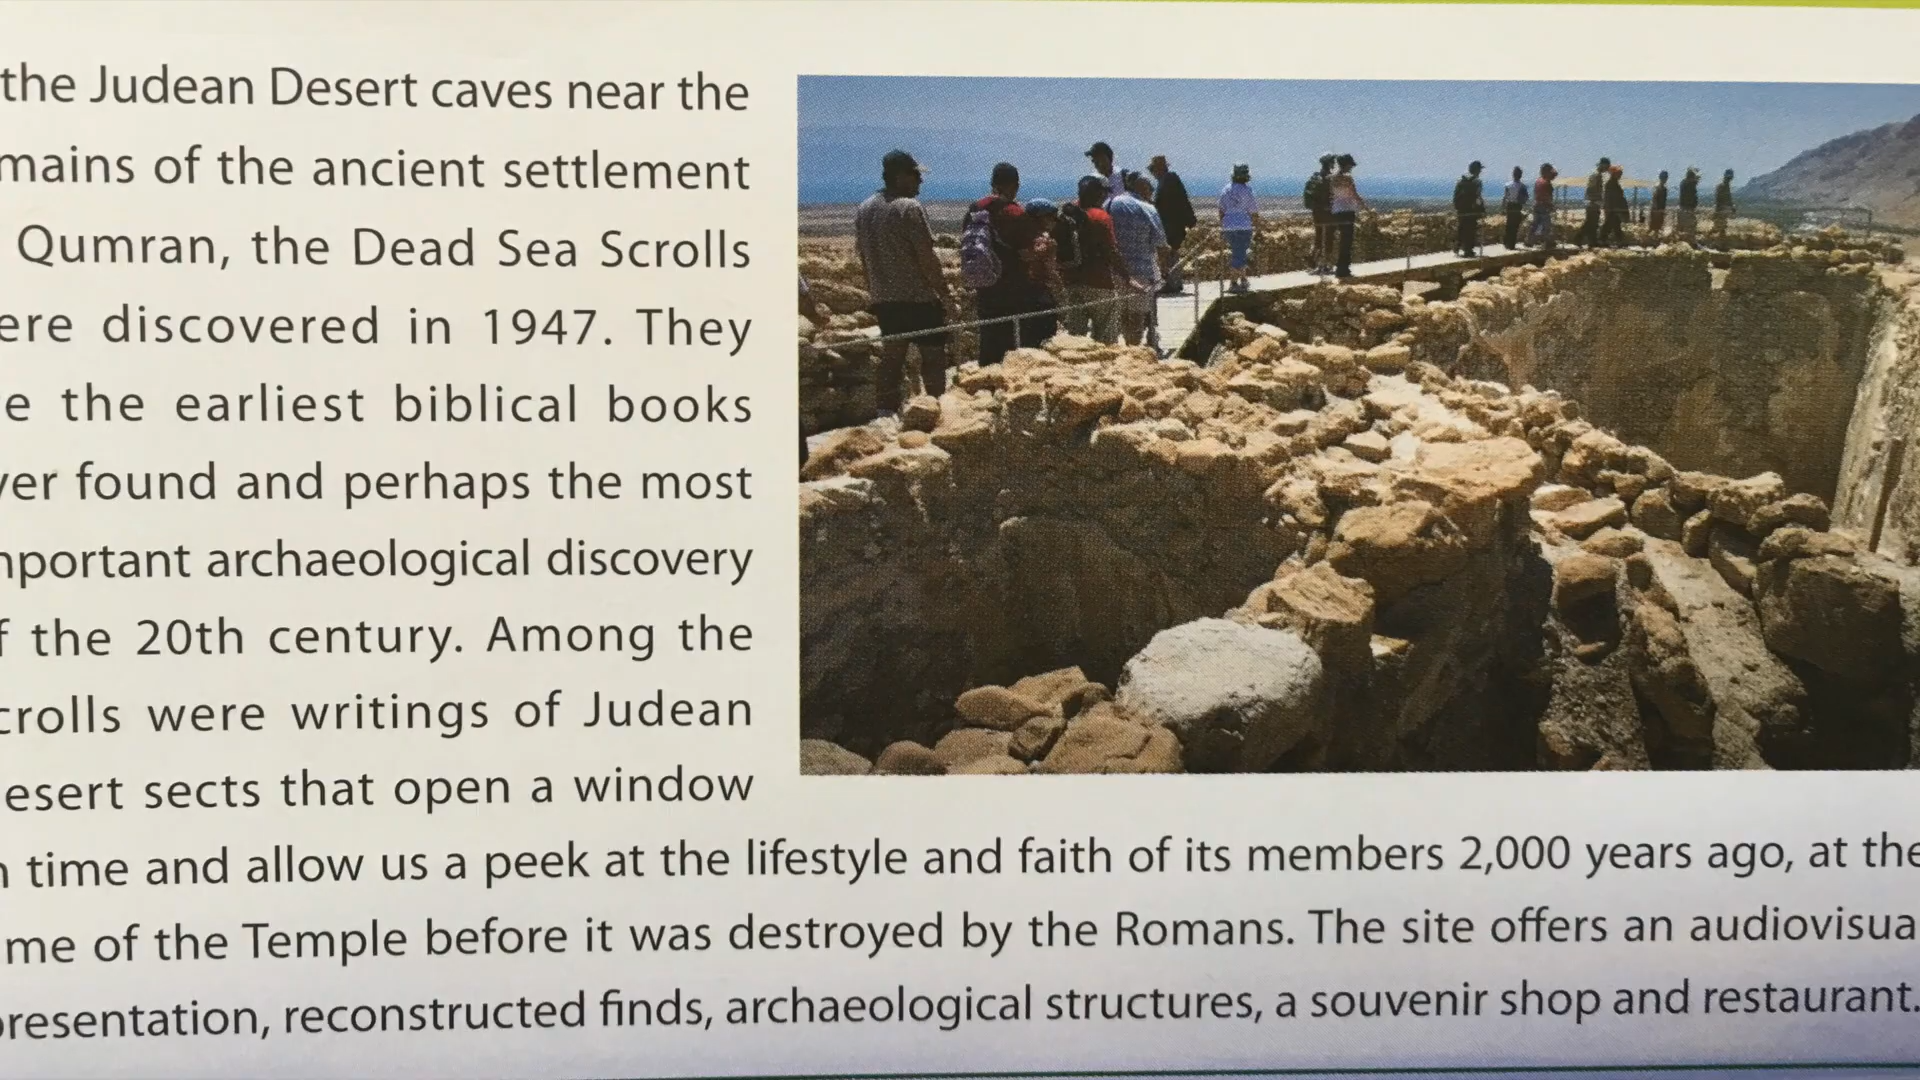 the Judean Desert caves near the
mains of the ancient settlement
Qumran, the Dead Sea Scrolls
ere discovered in 1947. They
e the earliest biblical books
ver found and perhaps the most
mportant archaeological discovery
f the 20th century. Among the
crolls were writings of Judean
esert sects that open a window
n time and allow us a peek at the lifestyle and faith of its members 2,000 years ago, at the
me of the Temple before it was destroyed by the Romans. The site offers an audiovisua
presentation, reconstructed finds, archaeological structures, a souvenir shop and restaurant.